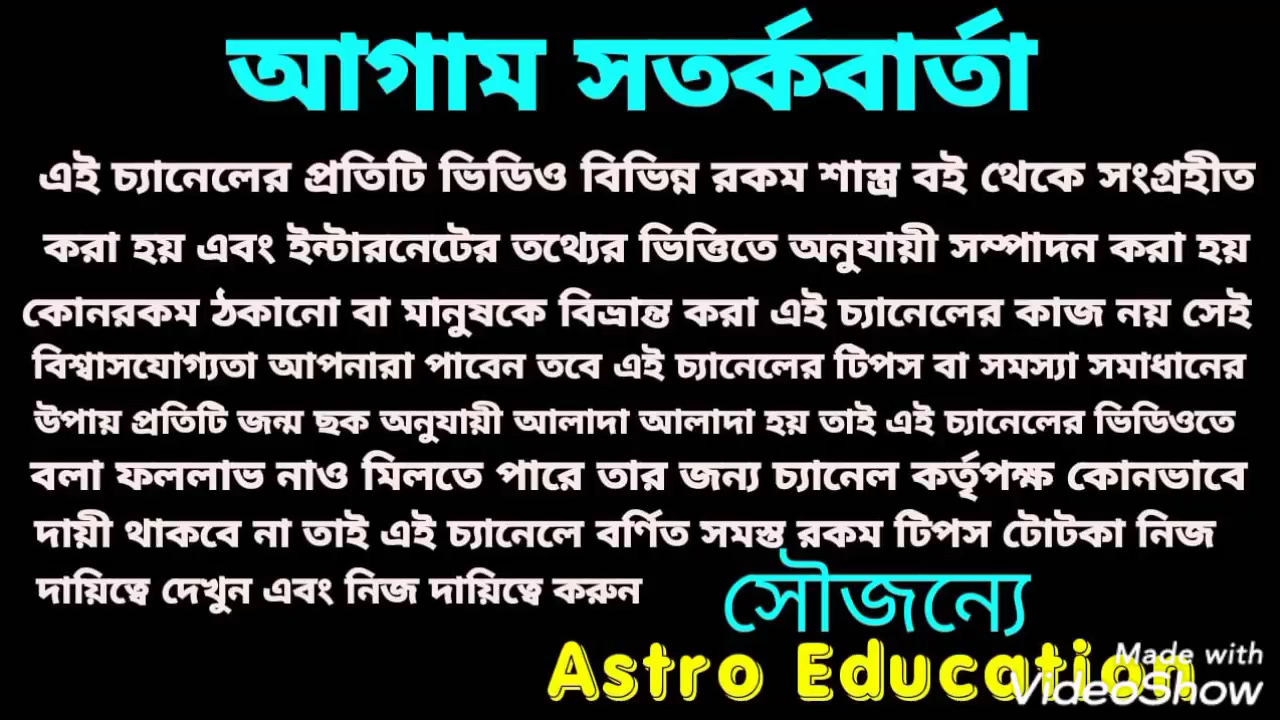 আগাম সতর্কবার্তা
এই চ্যানেলের প্রতিটি ভিডিও বিভিন্ন রকম শাস্ত্র বই থেকে সংগ্রহীত
করা হয় এবং ইন্টারনেটের তথ্যের ভিত্তিতে অনুযায়ী সম্পাদন করা হয়
কোনরকম ঠকানো বা মানুষকে বিভ্রান্ত করা এই চ্যানেলের কাজ নয় সেই
বিশ্বাসযোগ্যতা আপনারা পাবেন তবে এই চ্যানেলের টিপস বা সমস্যা সমাধানের
উপায় প্রতিটি জন্ম ছক অনুযায়ী আলাদা আলাদা হয় তাই এই চ্যানেলের ভিডিওতে
বলা ফললাভ নাও মিলতে পারে তার জন্য চ্যানেল কর্তৃপক্ষ কোনভাবে
দায়ী থাকবে না তাই এই চ্যানেলে বর্ণিত সমস্ত রকম টিপস টোটকা নিজ
দায়িত্বে দেখুন এবং নিজ দায়িত্বে করুন
সৌজন্যে
Astro Education
Made with
VideoShow